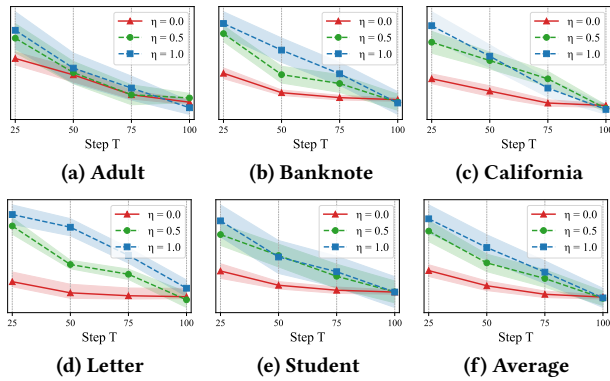 η = 0.0
η = 0.5
η = 1.0
25 50 75 100
Step T
(a) Adult
η = 0.0
η = 0.5
η = 1.0
25 50 75 100
Step T
(b) Banknote
η = 0.0
η = 0.5
η = 1.0
25 50 75 100
Step T
(c) California
η = 0.0
η = 0.5
η = 1.0
25 50 75 100
Step T
(d) Letter
η = 0.0
η = 0.5
η = 1.0
25 50 75 100
Step T
(e) Student
η = 0.0
η = 0.5
η = 1.0
25 50 75 100
Step T
(f) Average